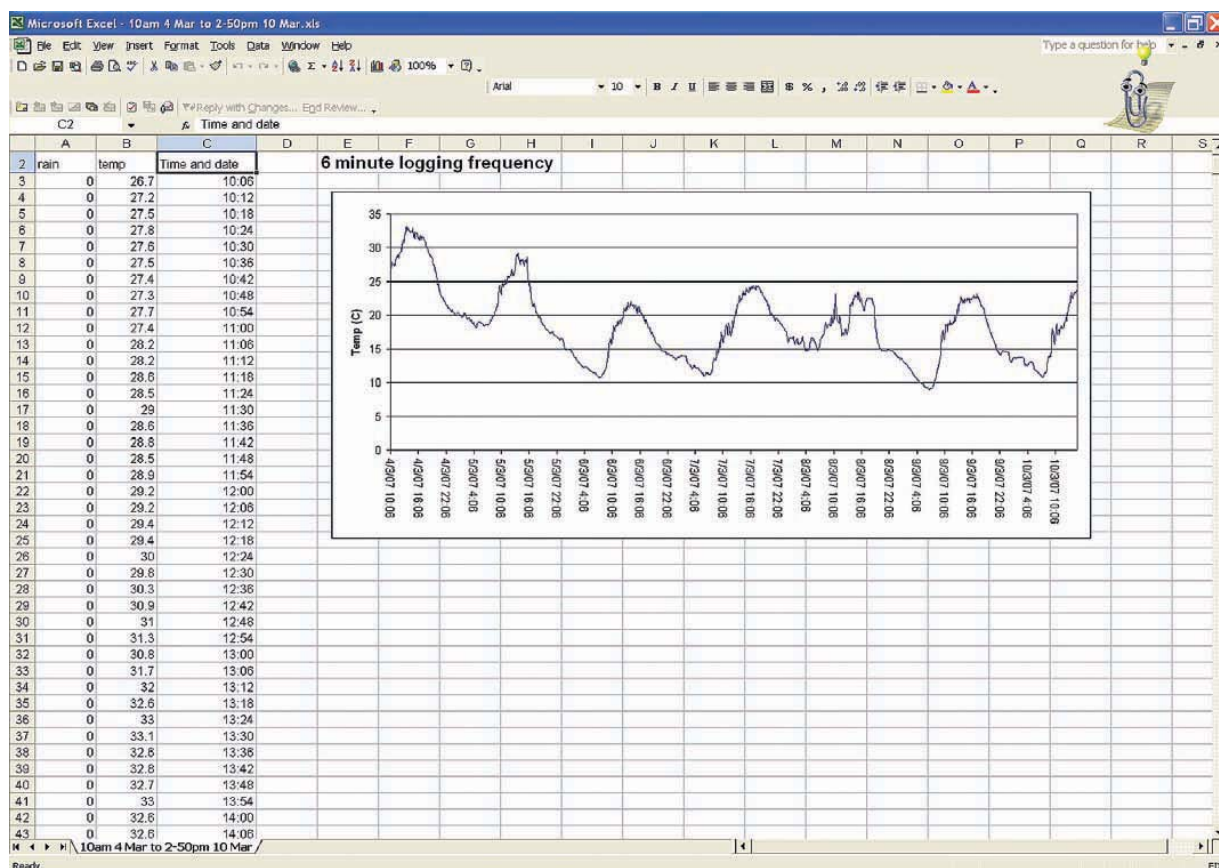 Microsoft Excel - 10am 4 Mar to 2-50pm 10 Mar.xls
File Edit View Insert Format Tools Data Window Help
Type a question for help
100%
Arial 10 B I U $ % ,
Reply with Changes... End Review...
C2 fx Time and date
A B C D E F G H I J K L M N O P Q R S
2 rain temp Time and date 6 minute logging frequency
3 0 26.7 10:06
4 0 27.2 10:12
5 0 27.5 10:18
6 0 27.8 10:24
7 0 27.6 10:30
8 0 27.5 10:36
9 0 27.4 10:42
10 0 27.3 10:48
11 0 27.7 10:54
12 0 27.4 11:00
13 0 28.2 11:06
14 0 28.2 11:12
15 0 28.6 11:18
16 0 28.5 11:24
17 0 29 11:30
18 0 28.6 11:36
19 0 28.8 11:42
20 0 28.5 11:48
21 0 28.9 11:54
22 0 29.2 12:00
23 0 29.2 12:06
24 0 29.4 12:12
25 0 29.4 12:18
26 0 30 12:24
27 0 29.8 12:30
28 0 30.3 12:36
29 0 30.9 12:42
30 0 31 12:48
31 0 31.3 12:54
32 0 30.8 13:00
33 0 31.7 13:06
34 0 32 13:12
35 0 32.6 13:18
36 0 33 13:24
37 0 33.1 13:30
38 0 32.8 13:36
39 0 32.8 13:42
40 0 32.7 13:48
41 0 33 13:54
42 0 32.6 14:00
43 0 32.6 14:06
35
30
25
20
15
10
5
0
Temp (C)
4/3/07 10:06
4/3/07 16:06
4/3/07 22:06
5/3/07 4:06
5/3/07 10:06
5/3/07 16:06
5/3/07 22:06
6/3/07 4:06
6/3/07 10:06
6/3/07 16:06
6/3/07 22:06
7/3/07 4:06
7/3/07 10:06
7/3/07 16:06
7/3/07 22:06
8/3/07 4:06
8/3/07 10:06
8/3/07 16:06
8/3/07 22:06
9/3/07 4:06
9/3/07 10:06
9/3/07 16:06
9/3/07 22:06
10/3/07 4:06
10/3/07 10:06
10am 4 Mar to 2-50pm 10 Mar
Ready